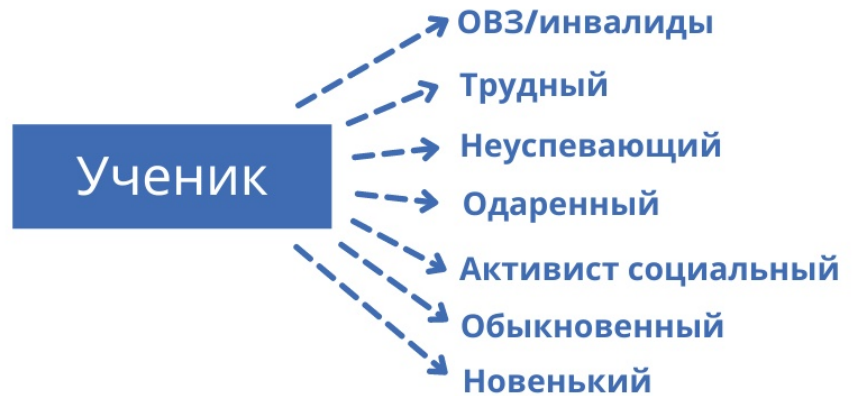 Ученик
ОВЗ/инвалиды
Трудный
Неуспевающий
Одаренный
Активист социальный
Обыкновенный
Новенький